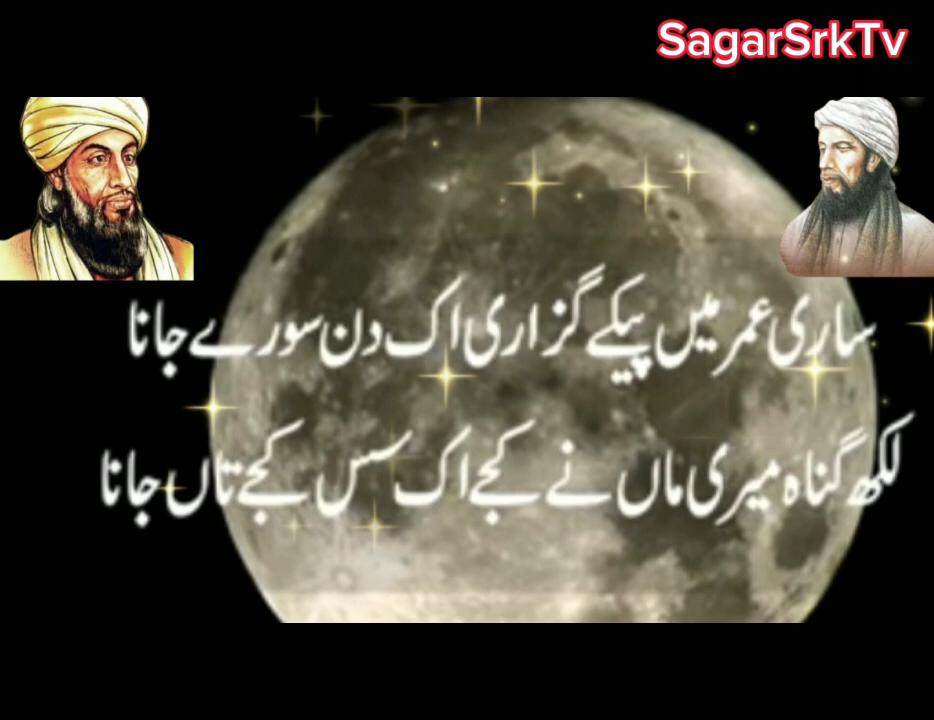 SagarSrkTv
ساری عمر میں پیکے گزاری اک دن سورے جانا
لکھ گناہ میری ماں نے کجے اک سس کجے تاں جانا